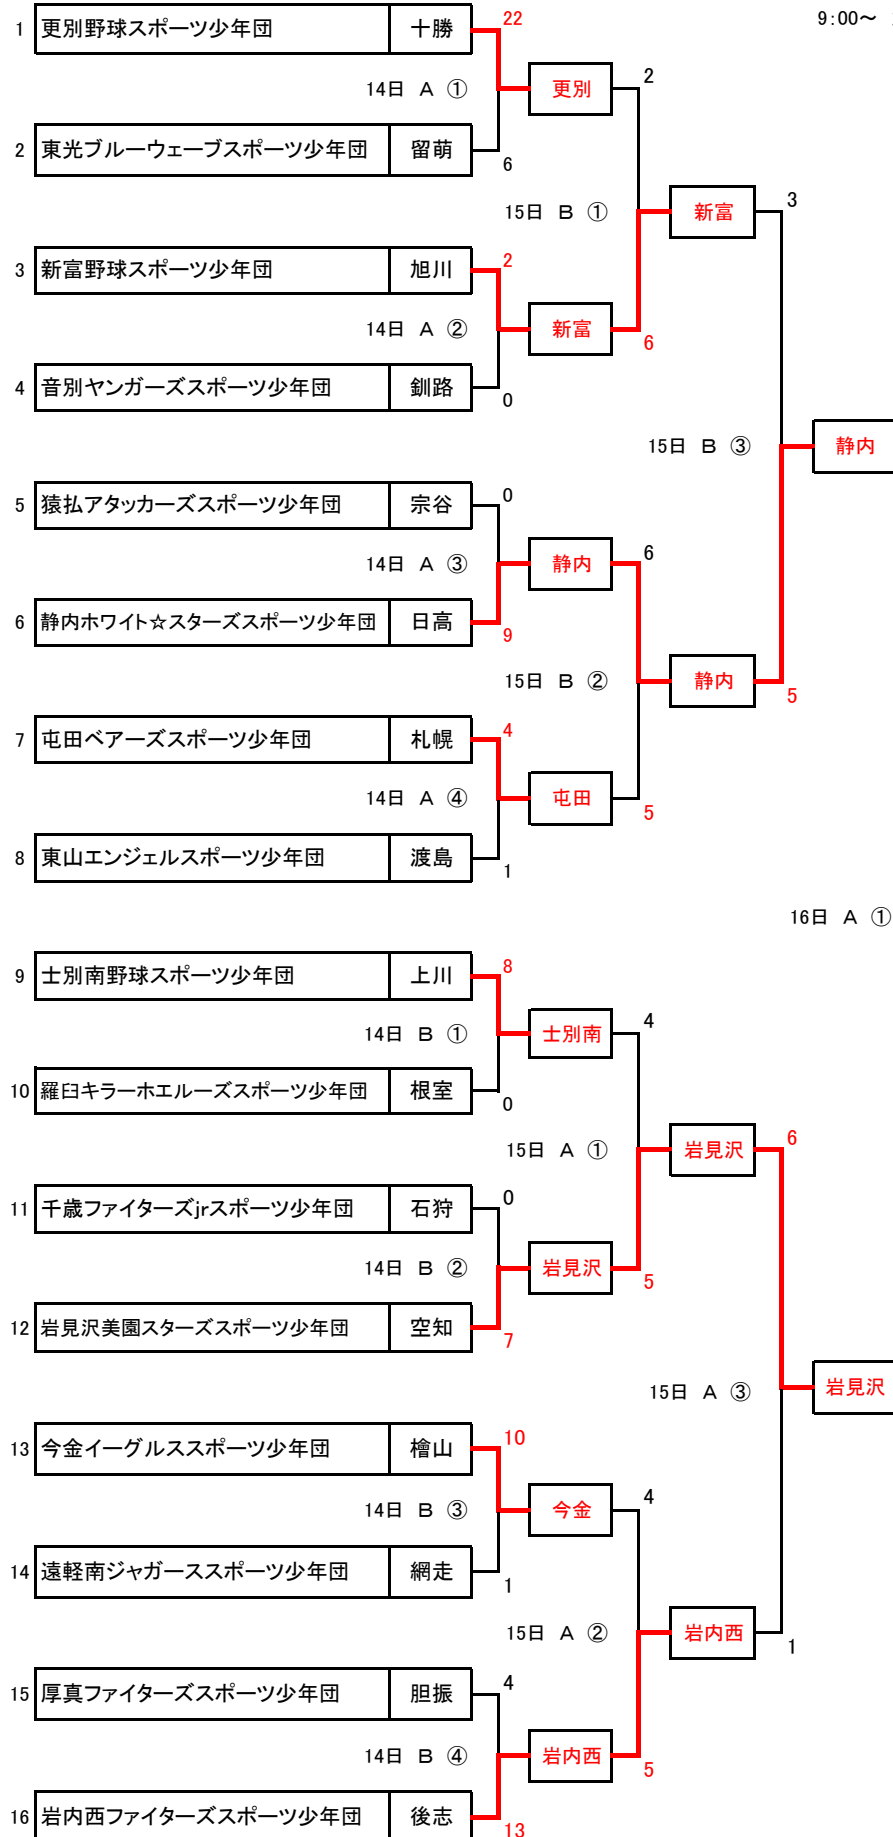 9:00～
1 更別野球スポーツ少年団 十勝 22
14日 A ① 更別 2
2 東光ブルーウェーブスポーツ少年団 留萌 6
15日 B ① 新富 3
3 新富野球スポーツ少年団 旭川 2
14日 A ② 新富 6
4 音別ヤンガーズスポーツ少年団 釧路 0
15日 B ③ 静内
5 猿払アタッカーズスポーツ少年団 宗谷 0
14日 A ③ 静内 6
6 静内ホワイト☆スターズスポーツ少年団 日高 9
15日 B ② 静内 5
7 屯田ベアーズスポーツ少年団 札幌 4
14日 A ④ 屯田 5
8 東山エンジェルスポーツ少年団 渡島 1
16日 A ①
9 士別南野球スポーツ少年団 上川 8
14日 B ① 士別南 4
10 羅臼キラーホエルーズスポーツ少年団 根室 0
15日 A ① 岩見沢 6
11 千歳ファイターズjrスポーツ少年団 石狩 0
14日 B ② 岩見沢 5
12 岩見沢美園スターズスポーツ少年団 空知 7
15日 A ③ 岩見沢
13 今金イーグルススポーツ少年団 檜山 10
14日 B ③ 今金 4
14 遠軽南ジャガーススポーツ少年団 網走 1
15日 A ② 岩内西 1
15 厚真ファイターズスポーツ少年団 胆振 4
14日 B ④ 岩内西 5
16 岩内西ファイターズスポーツ少年団 後志 13